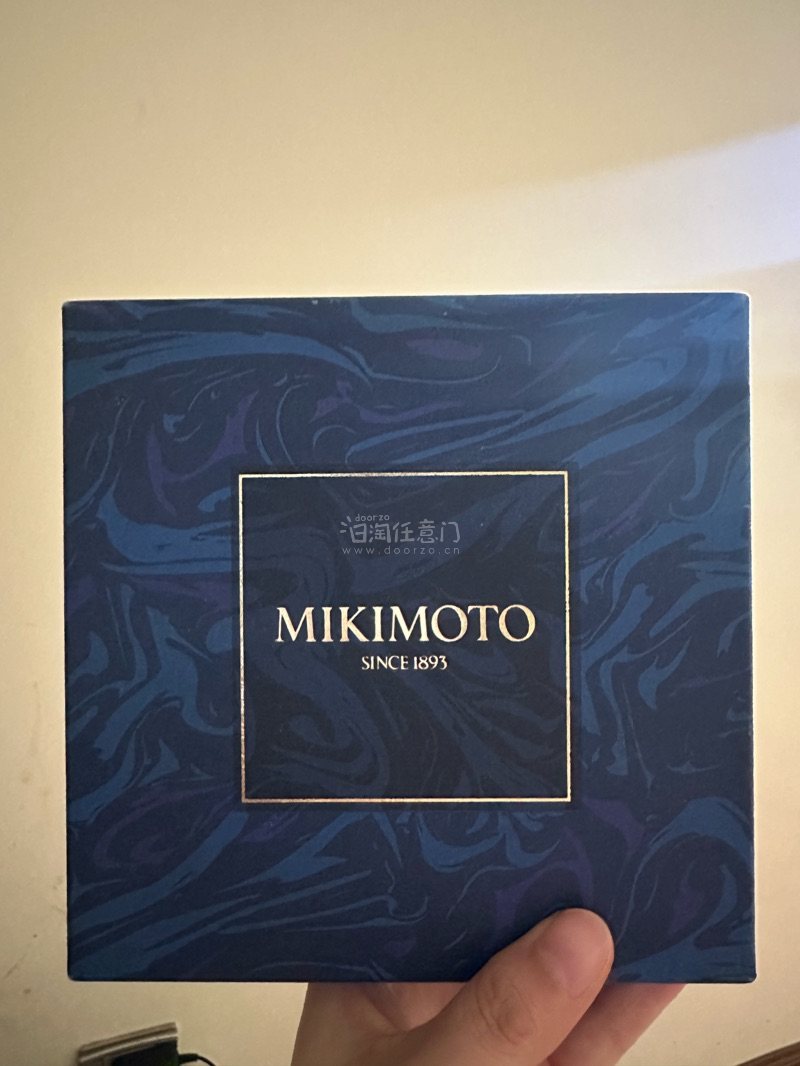 doorzo
日淘任意门
www.doorzo.cn
MIKIMOTO
SINCE 1893